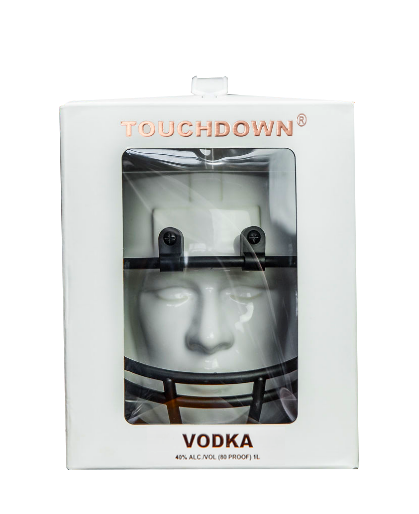 TOUCHDOWN®
VODKA
40% ALC./VOL (80 PROOF) 1L